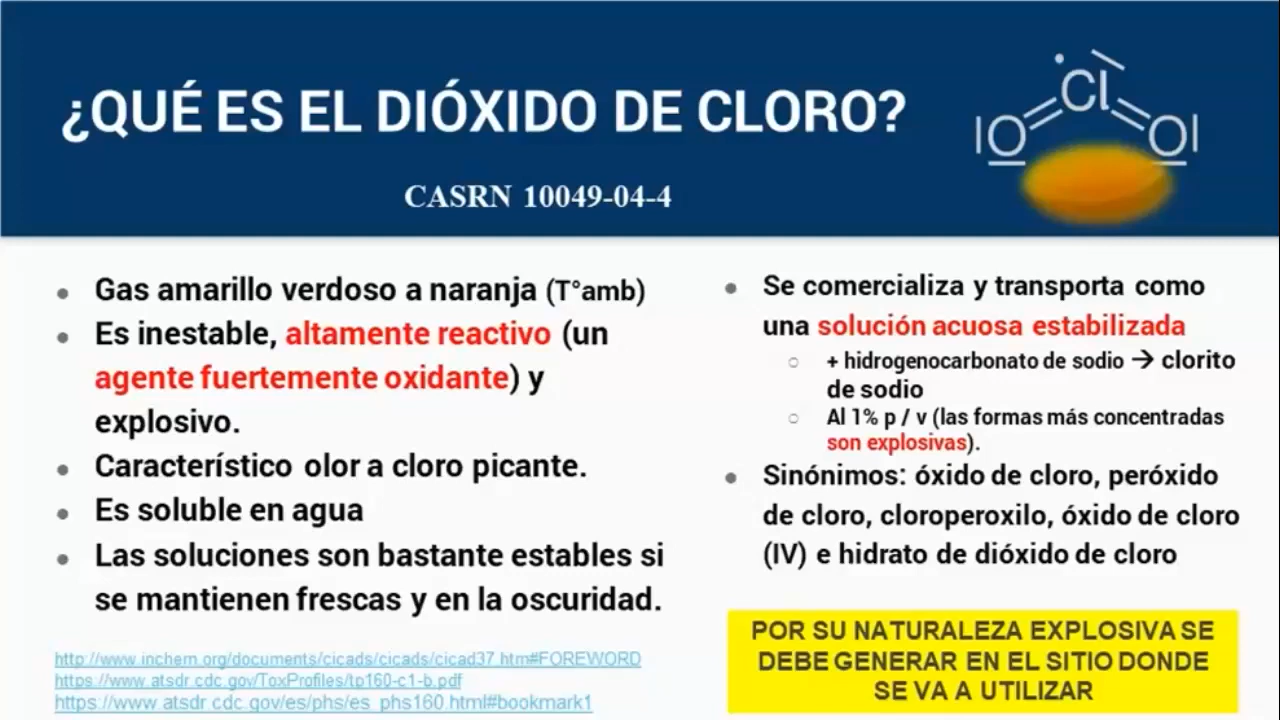 ¿QUÉ ES EL DIÓXIDO DE CLORO?
CASRN 10049-04-4
Cl
O
O
Gas amarillo verdoso a naranja (T°amb)
Es inestable, altamente reactivo (un
agente fuertemente oxidante) y
explosivo.
Característico olor a cloro picante.
Es soluble en agua
Las soluciones son bastante estables si
se mantienen frescas y en la oscuridad.
http://www.inchem.org/documents/cicads/cicads/cicad37.htm#FOREWORD
https://www.atsdr.cdc.gov/ToxProfiles/tp160-c1-b.pdf
https://www.atsdr.cdc.gov/es/phs/es_phs160.html#bookmark1
Se comercializa y transporta como
una solución acuosa estabilizada
+ hidrogenocarbonato de sodio → clorito
de sodio
Al 1% p / v (las formas más concentradas
son explosivas).
Sinónimos: óxido de cloro, peróxido
de cloro, cloroperoxilo, óxido de cloro
(IV) e hidrato de dióxido de cloro
POR SU NATURALEZA EXPLOSIVA SE
DEBE GENERAR EN EL SITIO DONDE
SE VA A UTILIZAR